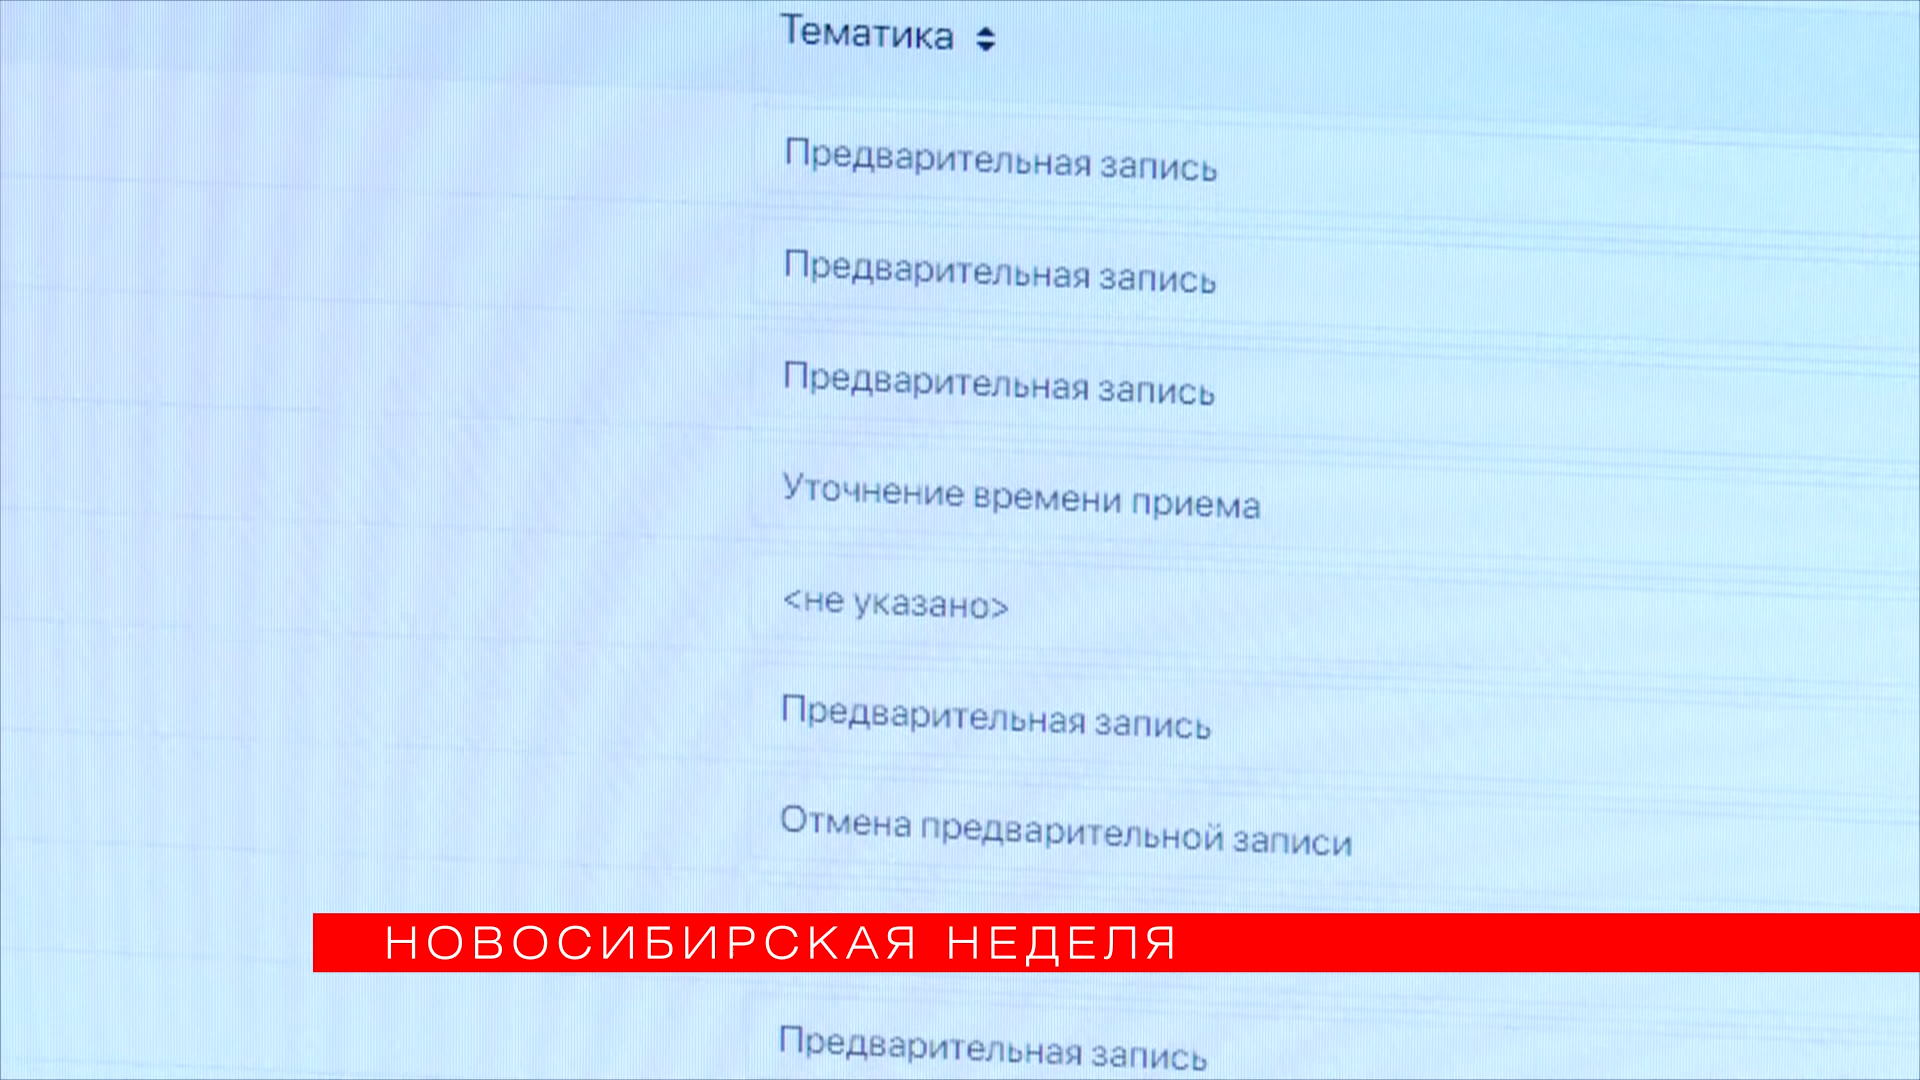 Тематика
Предварительная запись
Предварительная запись
Предварительная запись
Уточнение времени приема
<не указано>
Предварительная запись
Отмена предварительной записи
НОВОСИБИРСКАЯ НЕДЕЛЯ
Предварительная запись